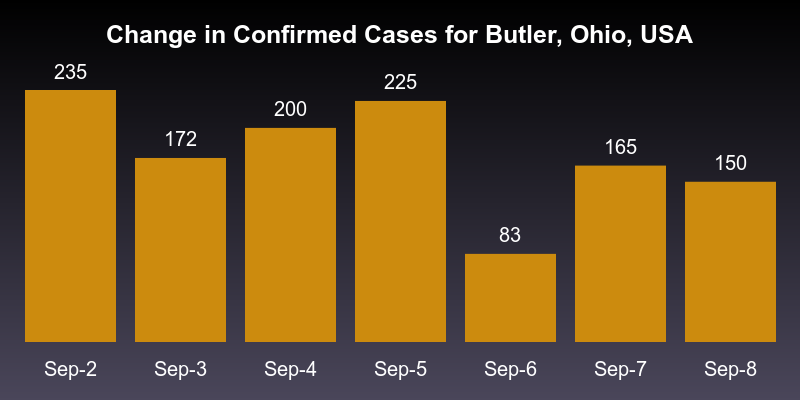 Change in Confirmed Cases for Butler, Ohio, USA
235
172
200
225
83
165
150
Sep-2
Sep-3
Sep-4
Sep-5
Sep-6
Sep-7
Sep-8